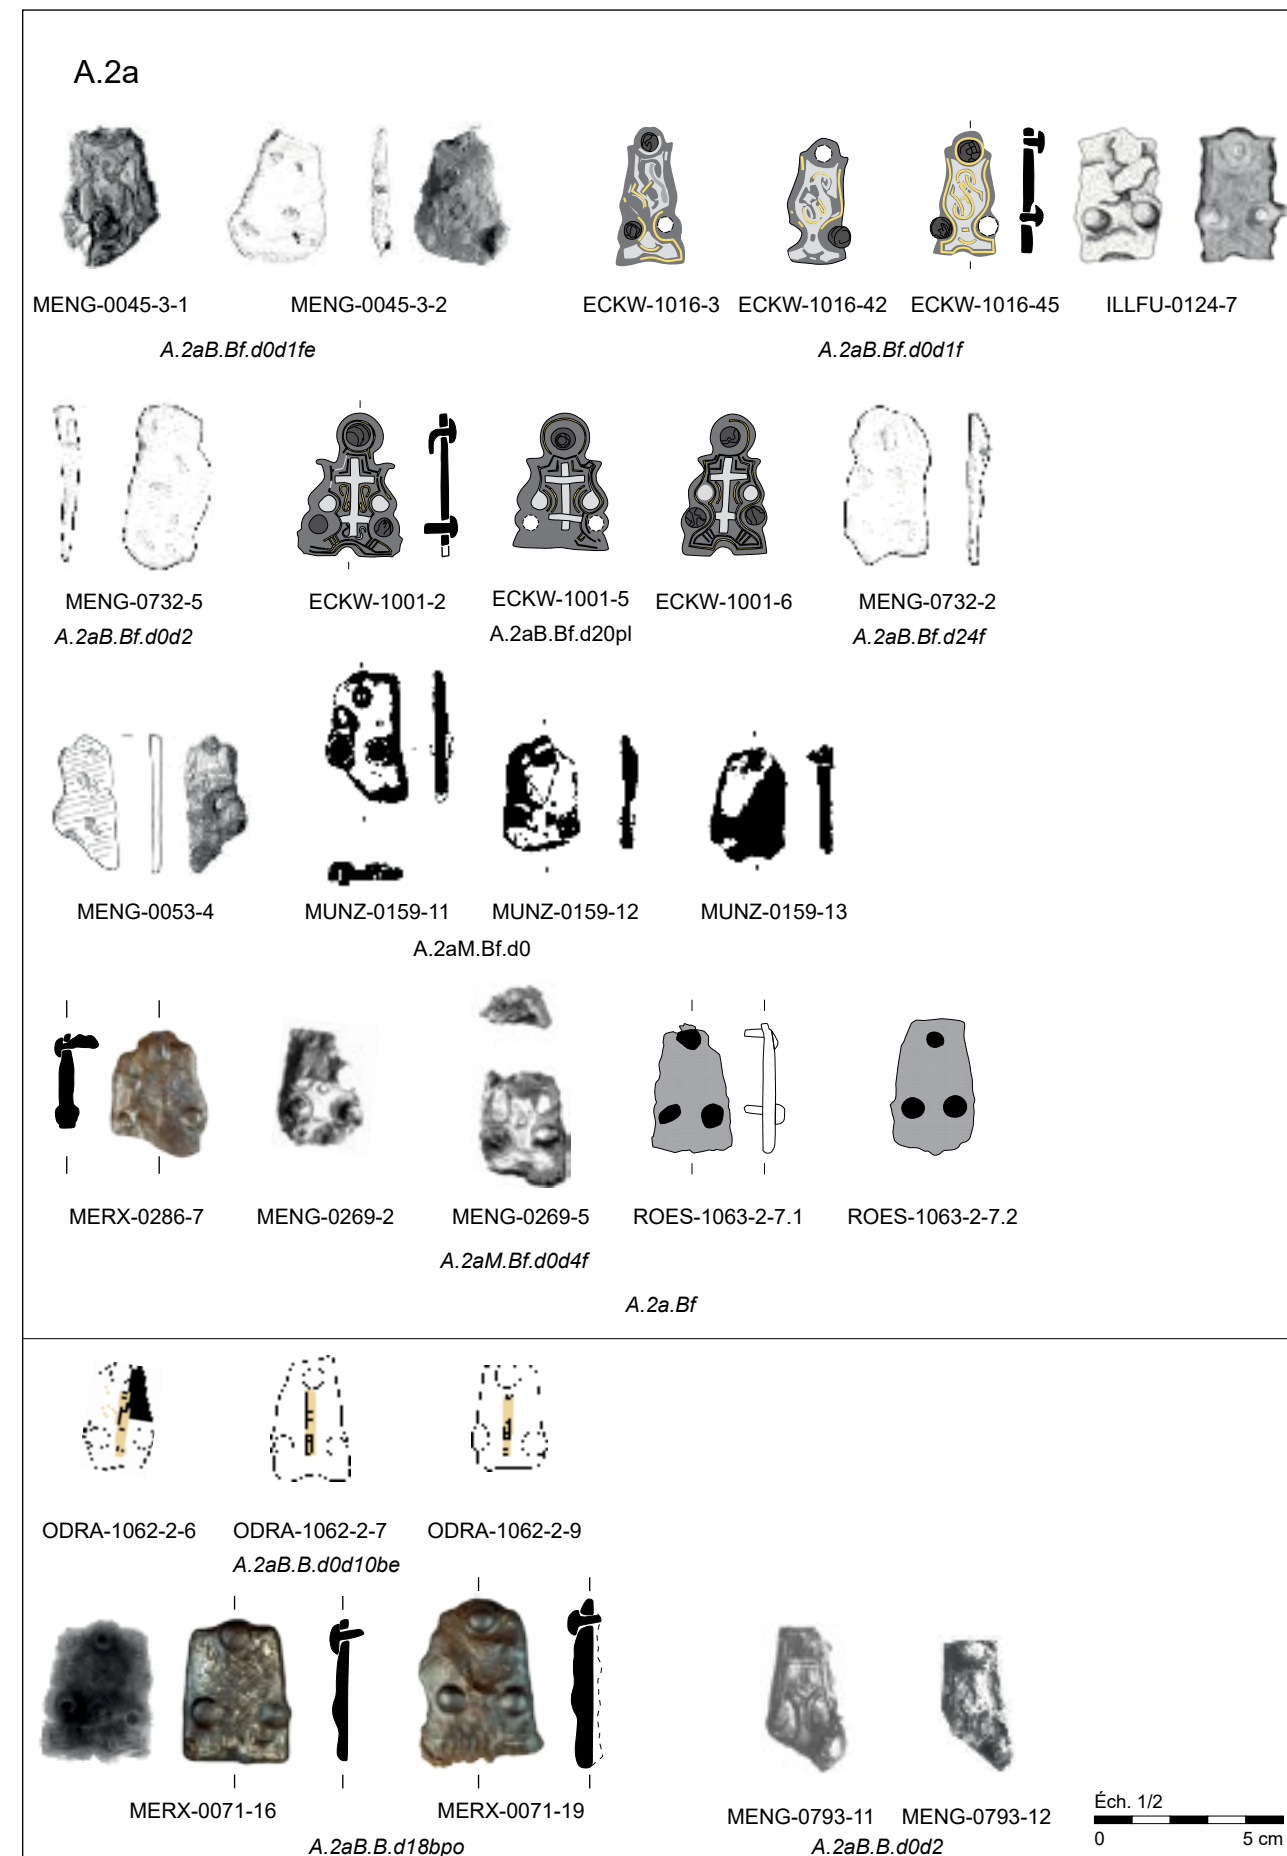 A.2a
MENG-0045-3-1 MENG-0045-3-2 ECKW-1016-3 ECKW-1016-42 ECKW-1016-45 ILLFU-0124-7
A.2aB.Bf.d0d1fe A.2aB.Bf.d0d1f
MENG-0732-5 ECKW-1001-2 ECKW-1001-5 ECKW-1001-6 MENG-0732-2
A.2aB.Bf.d0d2 A.2aB.Bf.d20pl A.2aB.Bf.d24f
MENG-0053-4 MUNZ-0159-11 MUNZ-0159-12 MUNZ-0159-13
A.2aM.Bf.d0
MERX-0286-7 MENG-0269-2 MENG-0269-5 ROES-1063-2-7.1 ROES-1063-2-7.2
A.2aM.Bf.d0d4f
A.2a.Bf
ODRA-1062-2-6 ODRA-1062-2-7 ODRA-1062-2-9
A.2aB.B.d0d10be
MERX-0071-16 MERX-0071-19 MENG-0793-11 MENG-0793-12
A.2aB.B.d18bpo A.2aB.B.d0d2
Éch. 1/2
0 5 cm